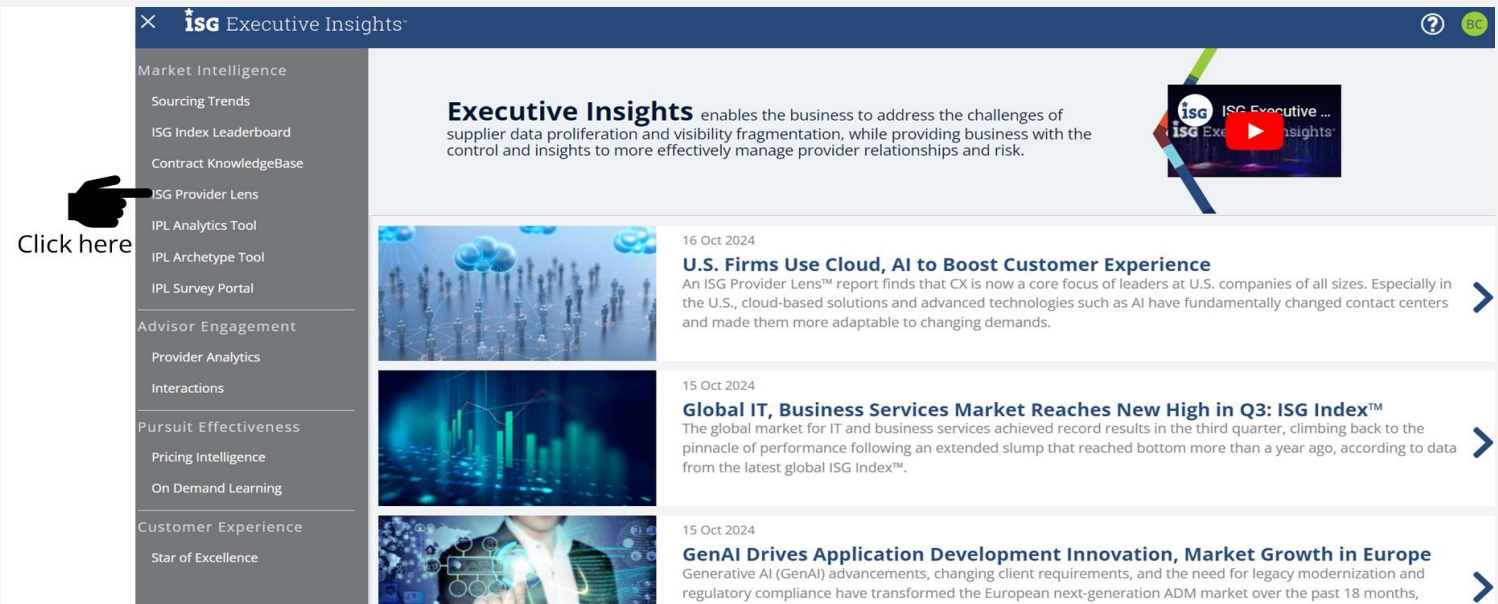 ISG Executive Insights™
BC
Market Intelligence
Sourcing Trends
ISG Index Leaderboard
Contract KnowledgeBase
ISG Provider Lens
IPL Analytics Tool
IPL Archetype Tool
IPL Survey Portal
Advisor Engagement
Provider Analytics
Interactions
Pursuit Effectiveness
Pricing Intelligence
On Demand Learning
Customer Experience
Star of Excellence
Click here
Executive Insights enables the business to address the challenges of
supplier data proliferation and visibility fragmentation, while providing business with the
control and insights to more effectively manage provider relationships and risk.
isg
ISG Executive ...
16 Oct 2024
U.S. Firms Use Cloud, AI to Boost Customer Experience
An ISG Provider Lens™ report finds that CX is now a core focus of leaders at U.S. companies of all sizes. Especially in
the U.S., cloud-based solutions and advanced technologies such as AI have fundamentally changed contact centers
and made them more adaptable to changing demands.
15 Oct 2024
Global IT, Business Services Market Reaches New High in Q3: ISG Index™
The global market for IT and business services achieved record results in the third quarter, climbing back to the
pinnacle of performance following an extended slump that reached bottom more than a year ago, according to data
from the latest global ISG Index™.
15 Oct 2024
GenAI Drives Application Development Innovation, Market Growth in Europe
Generative AI (GenAI) advancements, changing client requirements, and the need for legacy modernization and
regulatory compliance have transformed the European next-generation ADM market over the past 18 months,